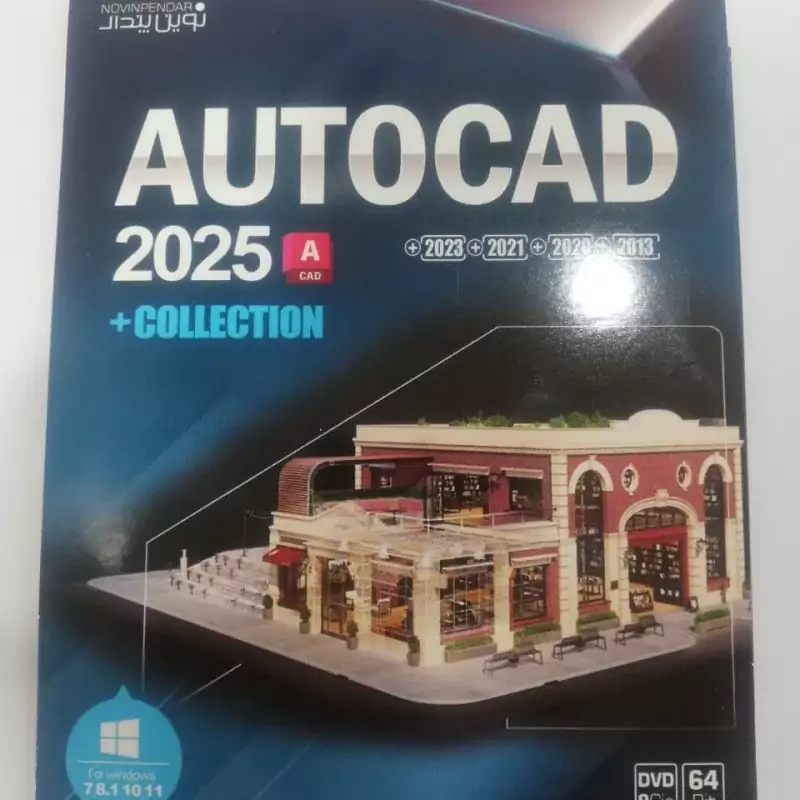 NOVINPENDAR
نوین پندار
AUTOCAD
2025 A CAD
+2023+2021+2020+2013
+COLLECTION
For windows
7 8.1 10 11
DVD 64
Bit